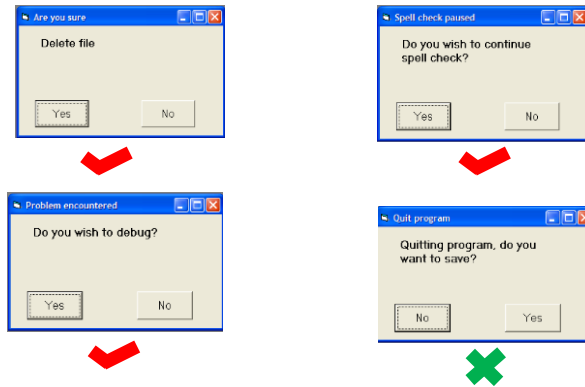 Are you sure
Delete file
Yes No
Spell check paused
Do you wish to continue
spell check?
Yes No
Problem encountered
Do you wish to debug?
Yes No
Quit program
Quitting program, do you
want to save?
No Yes